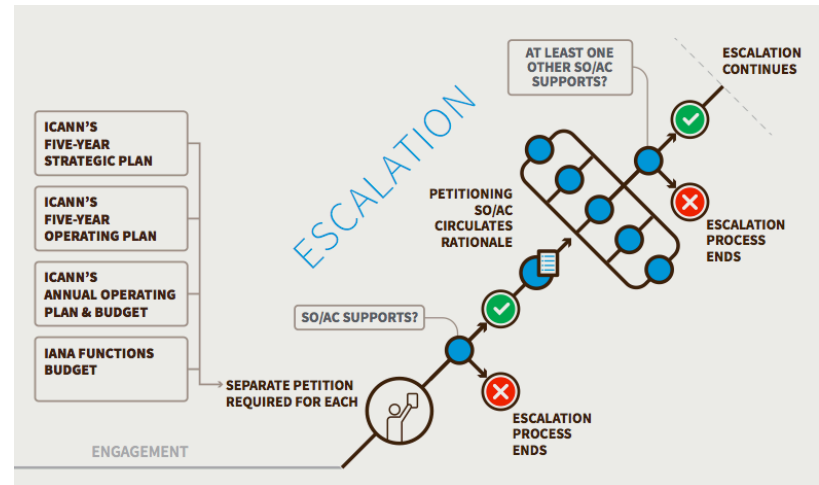 ICANN'S
FIVE-YEAR
STRATEGIC PLAN
ICANN'S
FIVE-YEAR
OPERATING PLAN
ICANN'S
ANNUAL OPERATING
PLAN & BUDGET
IANA FUNCTIONS
BUDGET
SEPARATE PETITION
REQUIRED FOR EACH
ENGAGEMENT
ESCALATION
SO/AC SUPPORTS?
ESCALATION
PROCESS
ENDS
PETITIONING
SO/AC
CIRCULATES
RATIONALE
AT LEAST ONE
OTHER SO/AC
SUPPORTS?
ESCALATION
PROCESS
ENDS
ESCALATION
CONTINUES